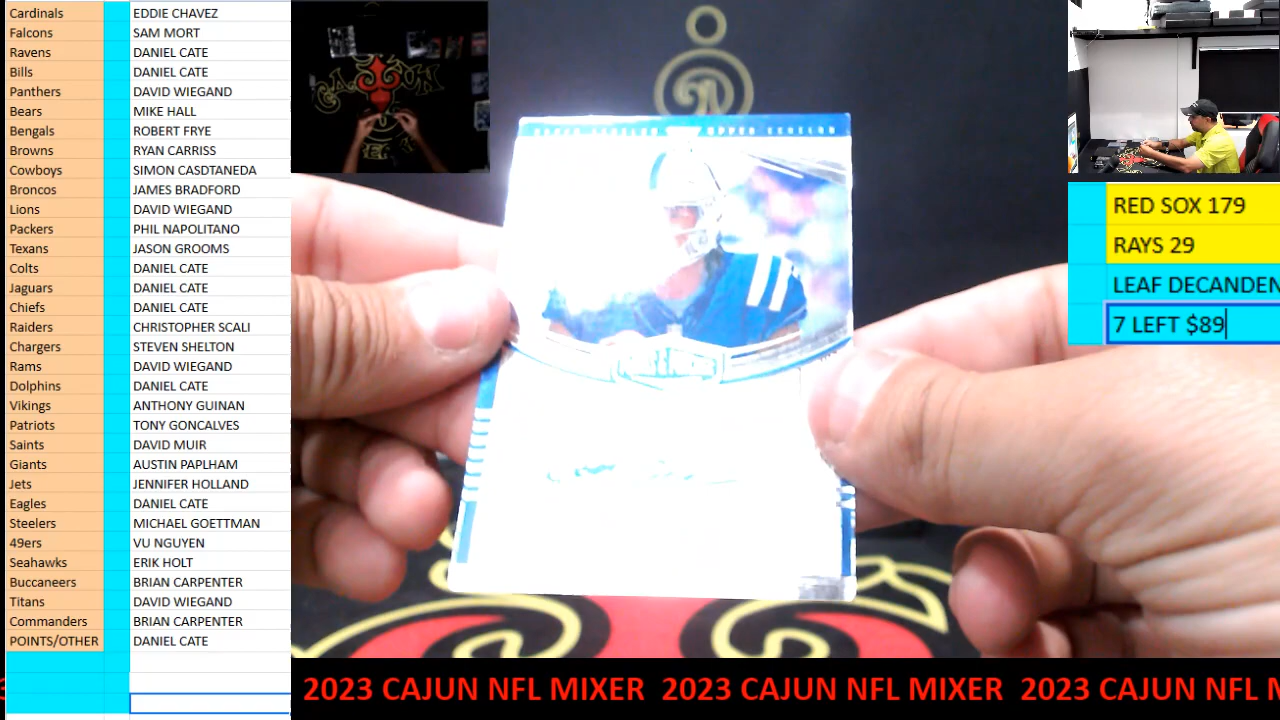 Cardinals EDDIE CHAVEZ
Falcons SAM MORT
Ravens DANIEL CATE
Bills DANIEL CATE
Panthers DAVID WIEGAND
Bears MIKE HALL
Bengals ROBERT FRYE
Browns RYAN CARRISS
Cowboys SIMON CASDTANEDA
Broncos JAMES BRADFORD
Lions DAVID WIEGAND
Packers PHIL NAPOLITANO
Texans JASON GROOMS
Colts DANIEL CATE
Jaguars DANIEL CATE
Chiefs DANIEL CATE
Raiders CHRISTOPHER SCALI
Chargers STEVEN SHELTON
Rams DAVID WIEGAND
Dolphins DANIEL CATE
Vikings ANTHONY GUINAN
Patriots TONY GONCALVES
Saints DAVID MUIR
Giants AUSTIN PAPLHAM
Jets JENNIFER HOLLAND
Eagles DANIEL CATE
Steelers MICHAEL GOETTMAN
49ers VU NGUYEN
Seahawks ERIK HOLT
Buccaneers BRIAN CARPENTER
Titans DAVID WIEGAND
Commanders BRIAN CARPENTER
POINTS/OTHER DANIEL CATE
RED SOX 179
RAYS 29
LEAF DECANDEN
7 LEFT $89
2023 CAJUN NFL MIXER 2023 CAJUN NFL MIXER 2023 CAJUN NFL M